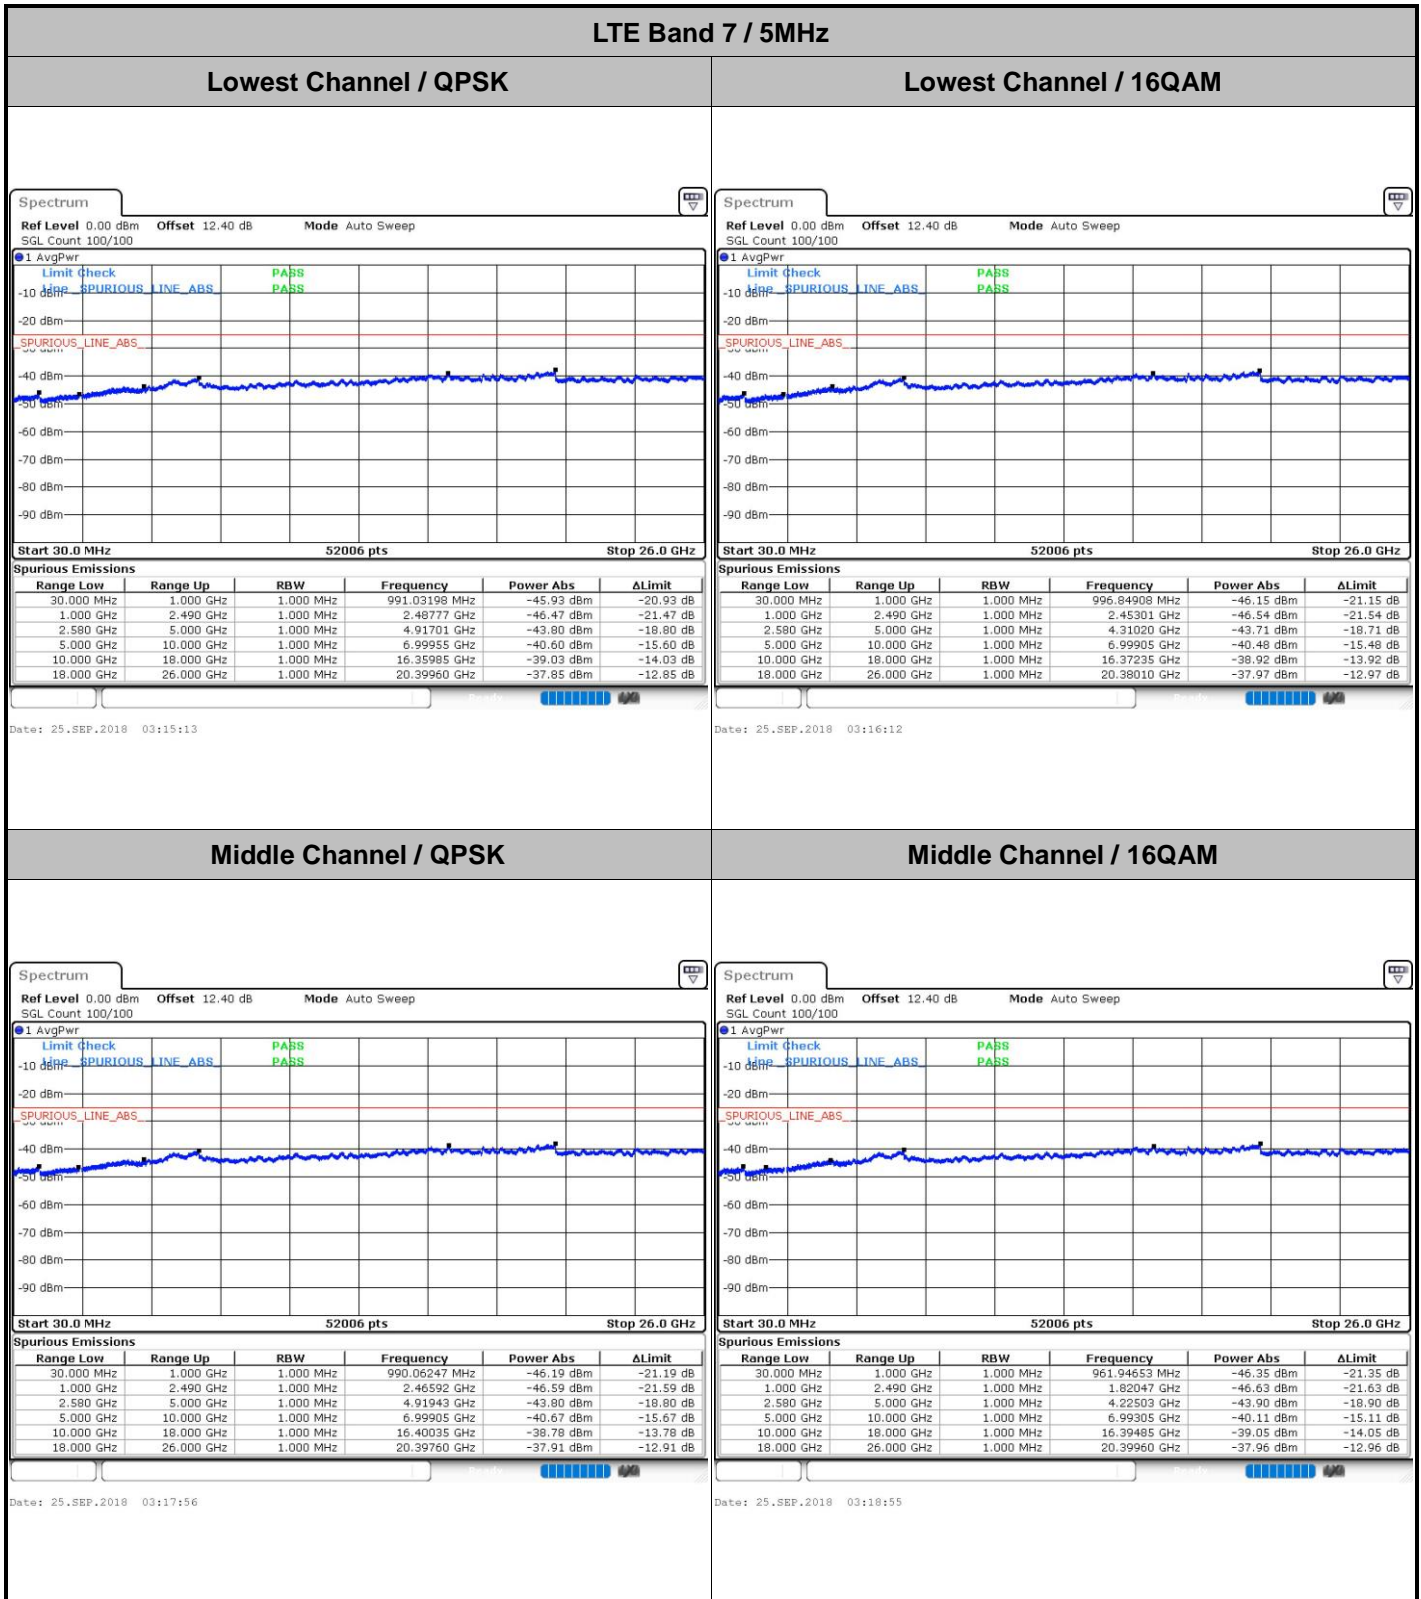 LTE Band 7 / 5MHz
Lowest Channel / QPSK
Lowest Channel / 16QAM
Spectrum
Ref Level 0.00 dBm Offset 12.40 dB Mode Auto Sweep
SGL Count 100/100
1 AvgPwr
Limit Check PASS
Line _SPURIOUS_LINE_ABS_ PASS
-10 dBm
-20 dBm
_SPURIOUS_LINE_ABS_
-30 dBm
-40 dBm
-50 dBm
-60 dBm
-70 dBm
-80 dBm
-90 dBm
Start 30.0 MHz 52006 pts Stop 26.0 GHz
Spurious Emissions
Range Low Range Up RBW Frequency Power Abs ΔLimit
30.000 MHz 1.000 GHz 1.000 MHz 991.03198 MHz -45.93 dBm -20.93 dB
1.000 GHz 2.490 GHz 1.000 MHz 2.48777 GHz -46.47 dBm -21.47 dB
2.580 GHz 5.000 GHz 1.000 MHz 4.91701 GHz -43.80 dBm -18.80 dB
5.000 GHz 10.000 GHz 1.000 MHz 6.99955 GHz -40.60 dBm -15.60 dB
10.000 GHz 18.000 GHz 1.000 MHz 16.35985 GHz -39.03 dBm -14.03 dB
18.000 GHz 26.000 GHz 1.000 MHz 20.39960 GHz -37.85 dBm -12.85 dB
Date: 25.SEP.2018 03:15:13
Spectrum
Ref Level 0.00 dBm Offset 12.40 dB Mode Auto Sweep
SGL Count 100/100
1 AvgPwr
Limit Check PASS
Line _SPURIOUS_LINE_ABS_ PASS
-10 dBm
-20 dBm
_SPURIOUS_LINE_ABS_
-30 dBm
-40 dBm
-50 dBm
-60 dBm
-70 dBm
-80 dBm
-90 dBm
Start 30.0 MHz 52006 pts Stop 26.0 GHz
Spurious Emissions
Range Low Range Up RBW Frequency Power Abs ΔLimit
30.000 MHz 1.000 GHz 1.000 MHz 996.84908 MHz -46.15 dBm -21.15 dB
1.000 GHz 2.490 GHz 1.000 MHz 2.45301 GHz -46.54 dBm -21.54 dB
2.580 GHz 5.000 GHz 1.000 MHz 4.31020 GHz -43.71 dBm -18.71 dB
5.000 GHz 10.000 GHz 1.000 MHz 6.99905 GHz -40.48 dBm -15.48 dB
10.000 GHz 18.000 GHz 1.000 MHz 16.37235 GHz -38.92 dBm -13.92 dB
18.000 GHz 26.000 GHz 1.000 MHz 20.38010 GHz -37.97 dBm -12.97 dB
Date: 25.SEP.2018 03:16:12
Middle Channel / QPSK
Middle Channel / 16QAM
Spectrum
Ref Level 0.00 dBm Offset 12.40 dB Mode Auto Sweep
SGL Count 100/100
1 AvgPwr
Limit Check PASS
Line _SPURIOUS_LINE_ABS_ PASS
-10 dBm
-20 dBm
_SPURIOUS_LINE_ABS_
-30 dBm
-40 dBm
-50 dBm
-60 dBm
-70 dBm
-80 dBm
-90 dBm
Start 30.0 MHz 52006 pts Stop 26.0 GHz
Spurious Emissions
Range Low Range Up RBW Frequency Power Abs ΔLimit
30.000 MHz 1.000 GHz 1.000 MHz 990.06247 MHz -46.19 dBm -21.19 dB
1.000 GHz 2.490 GHz 1.000 MHz 2.46592 GHz -46.59 dBm -21.59 dB
2.580 GHz 5.000 GHz 1.000 MHz 4.91943 GHz -43.80 dBm -18.80 dB
5.000 GHz 10.000 GHz 1.000 MHz 6.99905 GHz -40.67 dBm -15.67 dB
10.000 GHz 18.000 GHz 1.000 MHz 16.40035 GHz -38.78 dBm -13.78 dB
18.000 GHz 26.000 GHz 1.000 MHz 20.39760 GHz -37.91 dBm -12.91 dB
Date: 25.SEP.2018 03:17:56
Spectrum
Ref Level 0.00 dBm Offset 12.40 dB Mode Auto Sweep
SGL Count 100/100
1 AvgPwr
Limit Check PASS
Line _SPURIOUS_LINE_ABS_ PASS
-10 dBm
-20 dBm
_SPURIOUS_LINE_ABS_
-30 dBm
-40 dBm
-50 dBm
-60 dBm
-70 dBm
-80 dBm
-90 dBm
Start 30.0 MHz 52006 pts Stop 26.0 GHz
Spurious Emissions
Range Low Range Up RBW Frequency Power Abs ΔLimit
30.000 MHz 1.000 GHz 1.000 MHz 961.94653 MHz -46.35 dBm -21.35 dB
1.000 GHz 2.490 GHz 1.000 MHz 1.82047 GHz -46.63 dBm -21.63 dB
2.580 GHz 5.000 GHz 1.000 MHz 4.22503 GHz -43.90 dBm -18.90 dB
5.000 GHz 10.000 GHz 1.000 MHz 6.99305 GHz -40.11 dBm -15.11 dB
10.000 GHz 18.000 GHz 1.000 MHz 16.39485 GHz -39.05 dBm -14.05 dB
18.000 GHz 26.000 GHz 1.000 MHz 20.39960 GHz -37.96 dBm -12.96 dB
Date: 25.SEP.2018 03:18:55